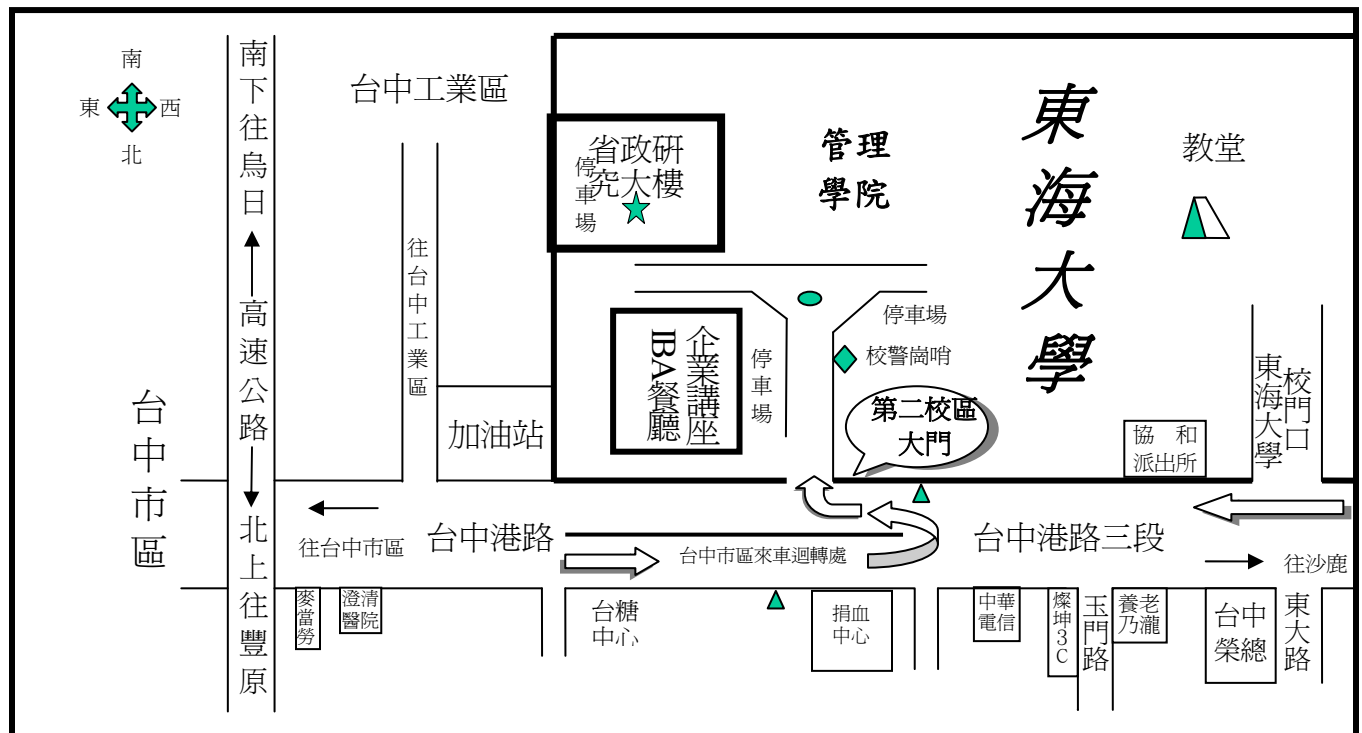 南
東
西
北
南下往烏日
高速公路
北上往豐原
台中市區
台中工業區
往台中工業區
加油站
省政研
究大樓
停車場
管理
學院
東海大學
教堂
企業講座
IBA餐廳
停車場
停車場
校警崗哨
第二校區
大門
協 和
派出所
東海大學
校門口
往台中市區
台中港路
台中市區來車迴轉處
台中港路三段
往沙鹿
麥當勞
澄清
醫院
台糖
中心
捐血
中心
中華
電信
燦坤3C
玉門路
養老
乃瀧
台中
榮總
東大路